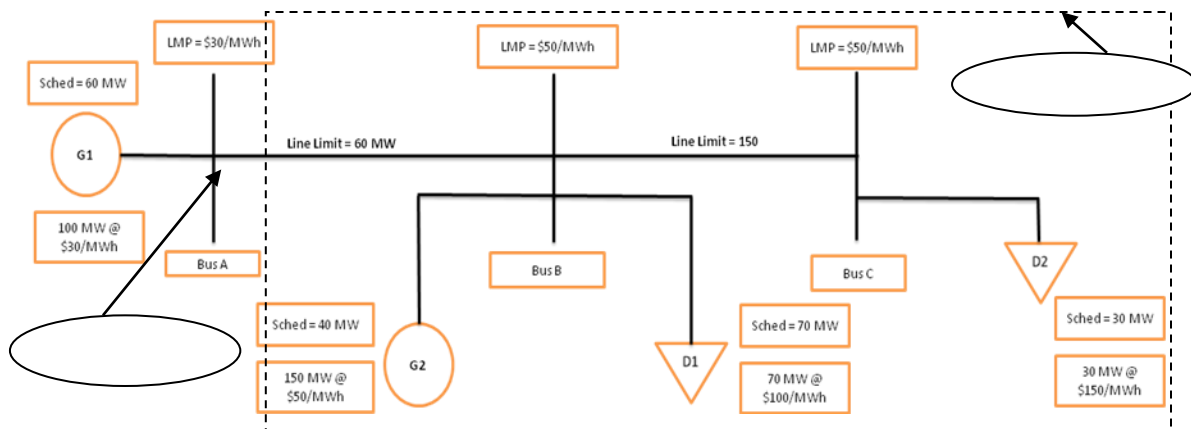 LMP = $30/MWh
LMP = $50/MWh
LMP = $50/MWh
Sched = 60 MW
G1
Line Limit = 60 MW
Line Limit = 150
100 MW @
$30/MWh
Bus A
Bus B
Bus C
D2
Sched = 40 MW
G2
150 MW @
$50/MWh
D1
Sched = 70 MW
70 MW @
$100/MWh
Sched = 30 MW
30 MW @
$150/MWh